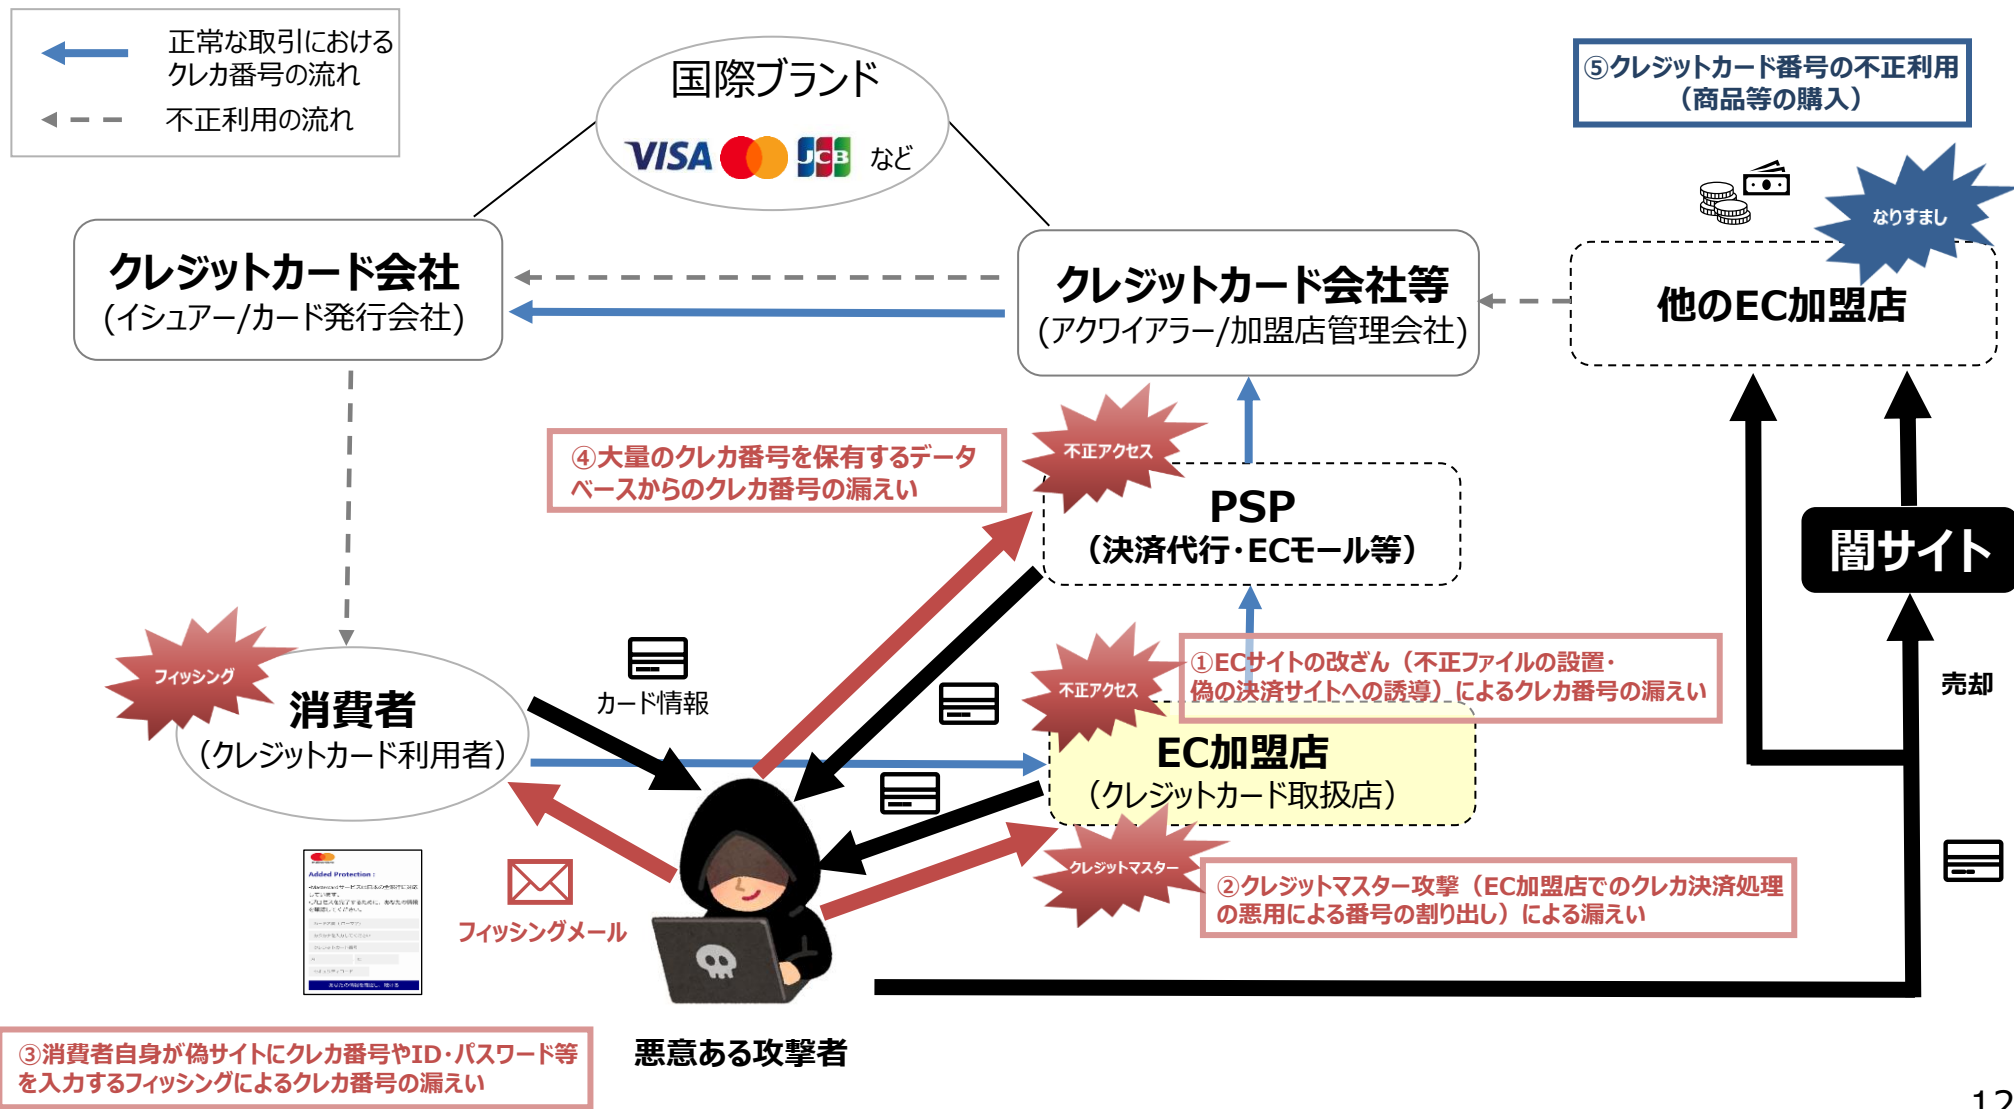 正常な取引における
クレカ番号の流れ
不正利用の流れ
国際ブランド
VISA
JCB
など
⑤クレジットカード番号の不正利用
（商品等の購入）
なりすまし
クレジットカード会社
(イシュアー/カード発行会社)
クレジットカード会社等
(アクワイアラー/加盟店管理会社)
他のEC加盟店
④大量のクレカ番号を保有するデータ
ベースからのクレカ番号の漏えい
不正アクセス
PSP
（決済代行・ECモール等）
闇サイト
フィッシング
消費者
（クレジットカード利用者）
カード情報
不正アクセス
①ECサイトの改ざん（不正ファイルの設置・
偽の決済サイトへの誘導）によるクレカ番号の漏えい
売却
EC加盟店
（クレジットカード取扱店）
クレジットマスター
②クレジットマスター攻撃（EC加盟店でのクレカ決済処理
の悪用による番号の割り出し）による漏えい
Added Protection :
フィッシングメール
悪意ある攻撃者
③消費者自身が偽サイトにクレカ番号やID・パスワード等
を入力するフィッシングによるクレカ番号の漏えい
12